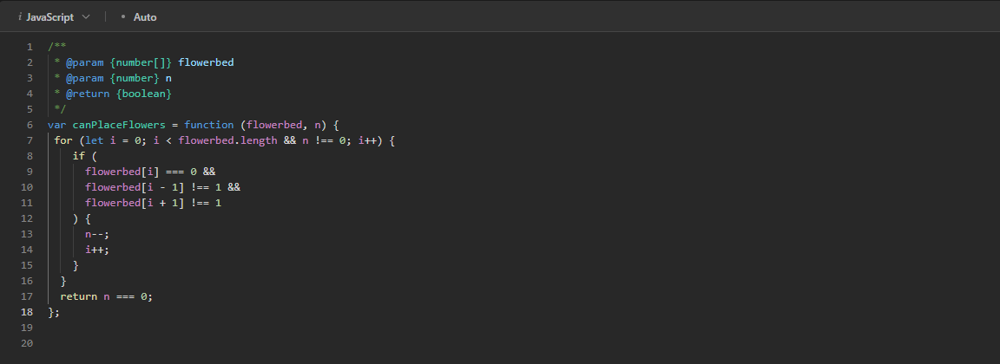 i JavaScript • Auto
1 /**
2 * @param {number[]} flowerbed
3 * @param {number} n
4 * @return {boolean}
5 */
6 var canPlaceFlowers = function (flowerbed, n) {
7 for (let i = 0; i < flowerbed.length && n !== 0; i++) {
8 if (
9 flowerbed[i] === 0 &&
10 flowerbed[i - 1] !== 1 &&
11 flowerbed[i + 1] !== 1
12 ) {
13 n--;
14 i++;
15 }
16 }
17 return n === 0;
18 };
19
20